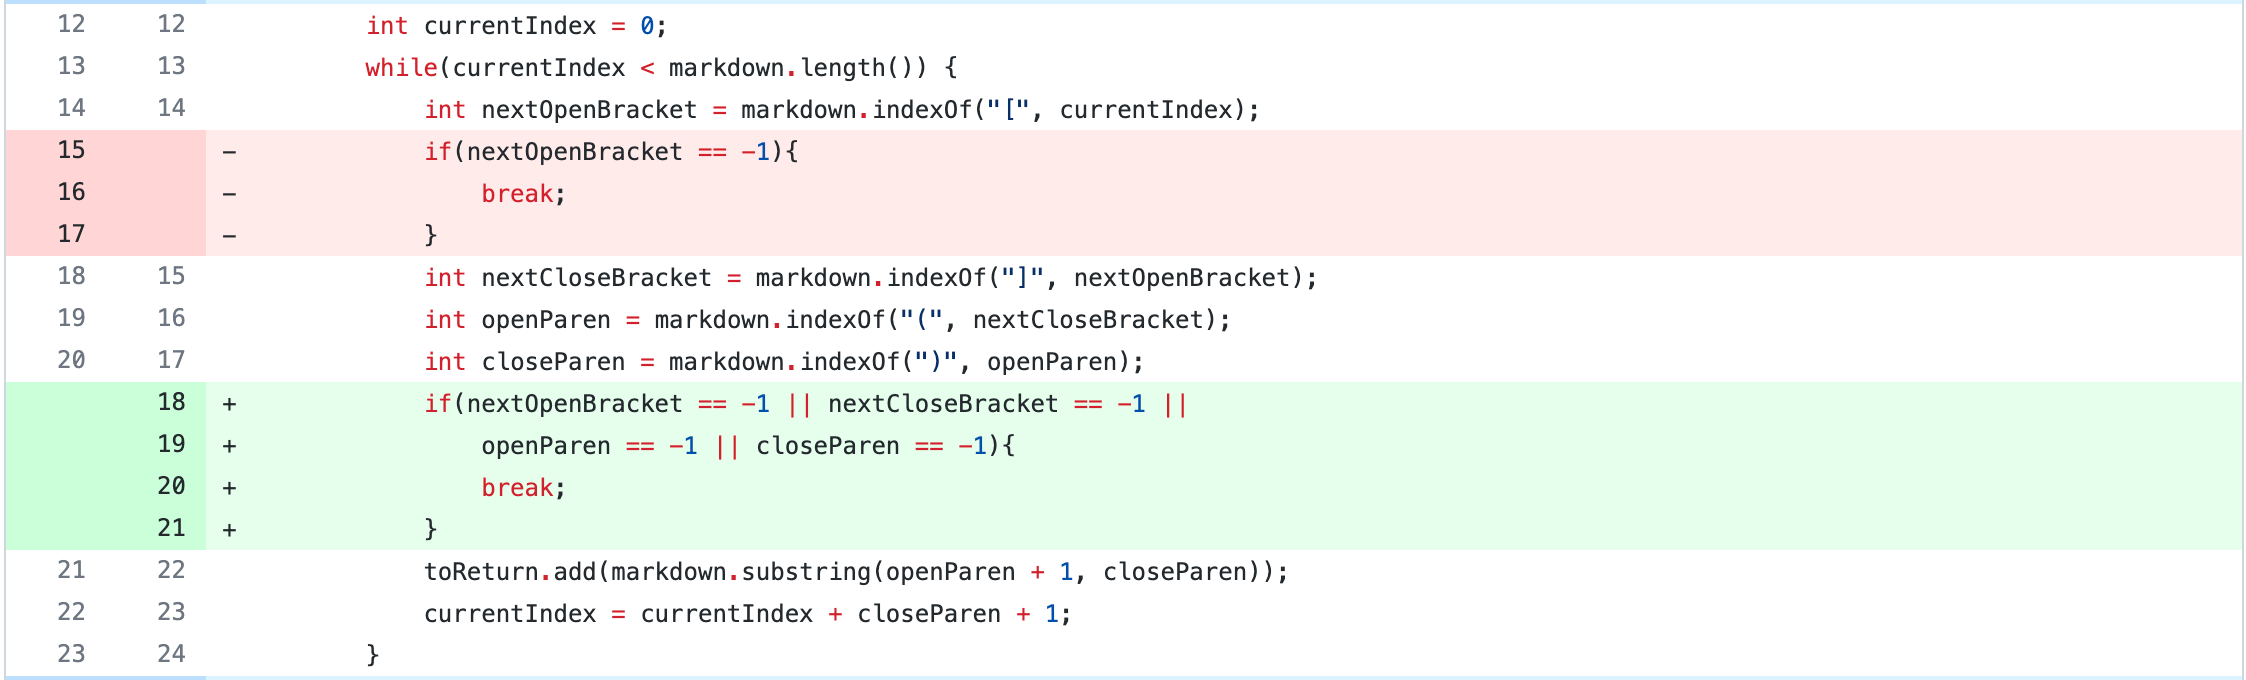 12 12 int currentIndex = 0;
13 13 while(currentIndex < markdown.length()) {
14 14 int nextOpenBracket = markdown.indexOf("[", currentIndex);
15 - if(nextOpenBracket == -1){
16 - break;
17 - }
18 15 int nextCloseBracket = markdown.indexOf("]", nextOpenBracket);
19 16 int openParen = markdown.indexOf("(", nextCloseBracket);
20 17 int closeParen = markdown.indexOf(")", openParen);
18 + if(nextOpenBracket == -1 || nextCloseBracket == -1 ||
19 + openParen == -1 || closeParen == -1){
20 + break;
21 + }
21 22 toReturn.add(markdown.substring(openParen + 1, closeParen));
22 23 currentIndex = currentIndex + closeParen + 1;
23 24 }